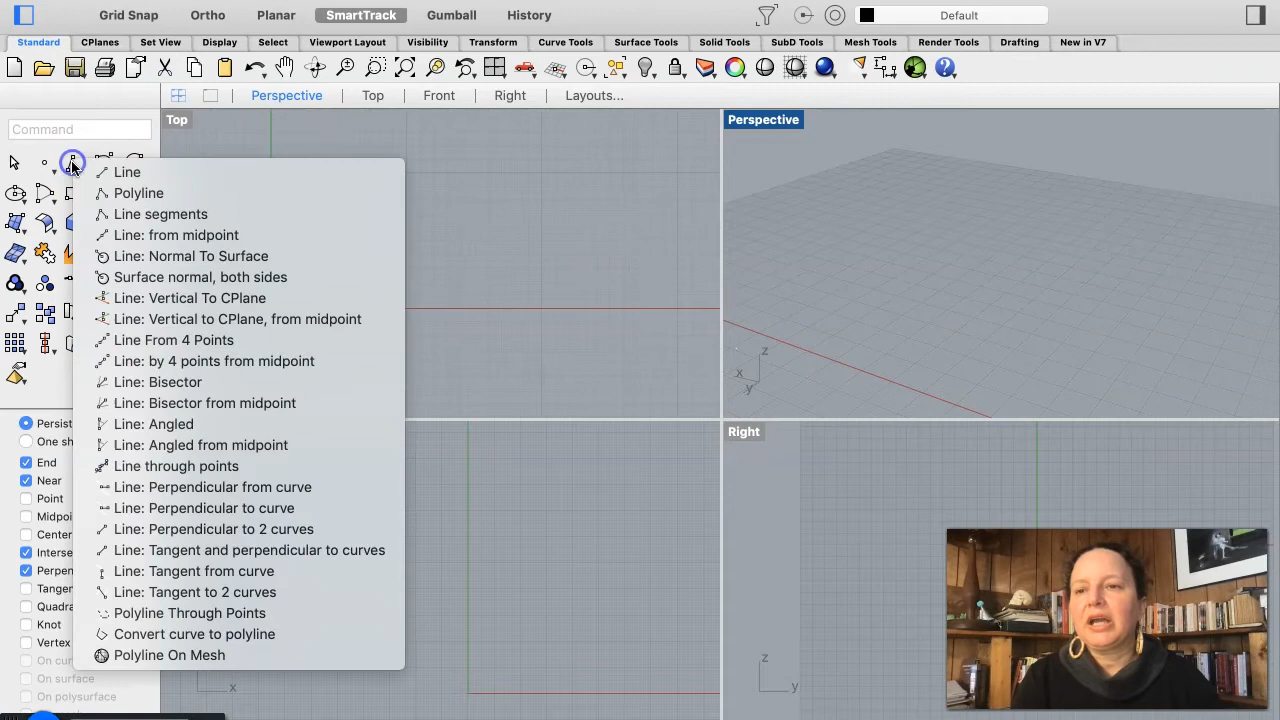 Grid Snap Ortho Planar SmartTrack Gumball History Default
Standard CPlanes Set View Display Select Viewport Layout Visibility Transform Curve Tools Surface Tools Solid Tools SubD Tools Mesh Tools Render Tools Drafting New in V7
Perspective Top Front Right Layouts...
Command
Top
Perspective
Line
Polyline
Line segments
Line: from midpoint
Line: Normal To Surface
Surface normal, both sides
Line: Vertical To CPlane
Line: Vertical to CPlane, from midpoint
Line From 4 Points
Line: by 4 points from midpoint
Line: Bisector
Line: Bisector from midpoint
Line: Angled
Line: Angled from midpoint
Line through points
Line: Perpendicular from curve
Line: Perpendicular to curve
Line: Perpendicular to 2 curves
Line: Tangent and perpendicular to curves
Line: Tangent from curve
Line: Tangent to 2 curves
Polyline Through Points
Convert curve to polyline
Polyline On Mesh
Persist
One sh
End
Near
Point
Midpoi
Center
Interse
Perpen
Tangen
Quadra
Knot
Vertex
On cur
On surface
On polysurface
z
x
y
Right
x
z
y